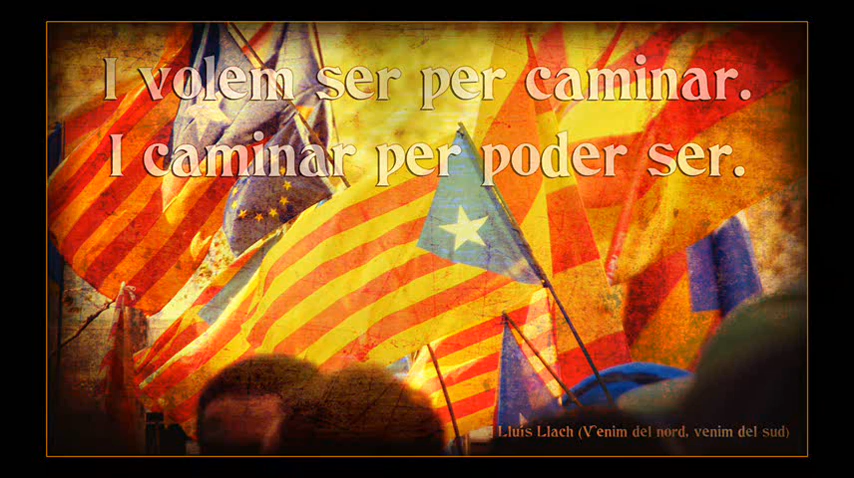 I volem ser per caminar.
I caminar per poder ser.
Lluís Llach (Venim del nord, venim del sud)